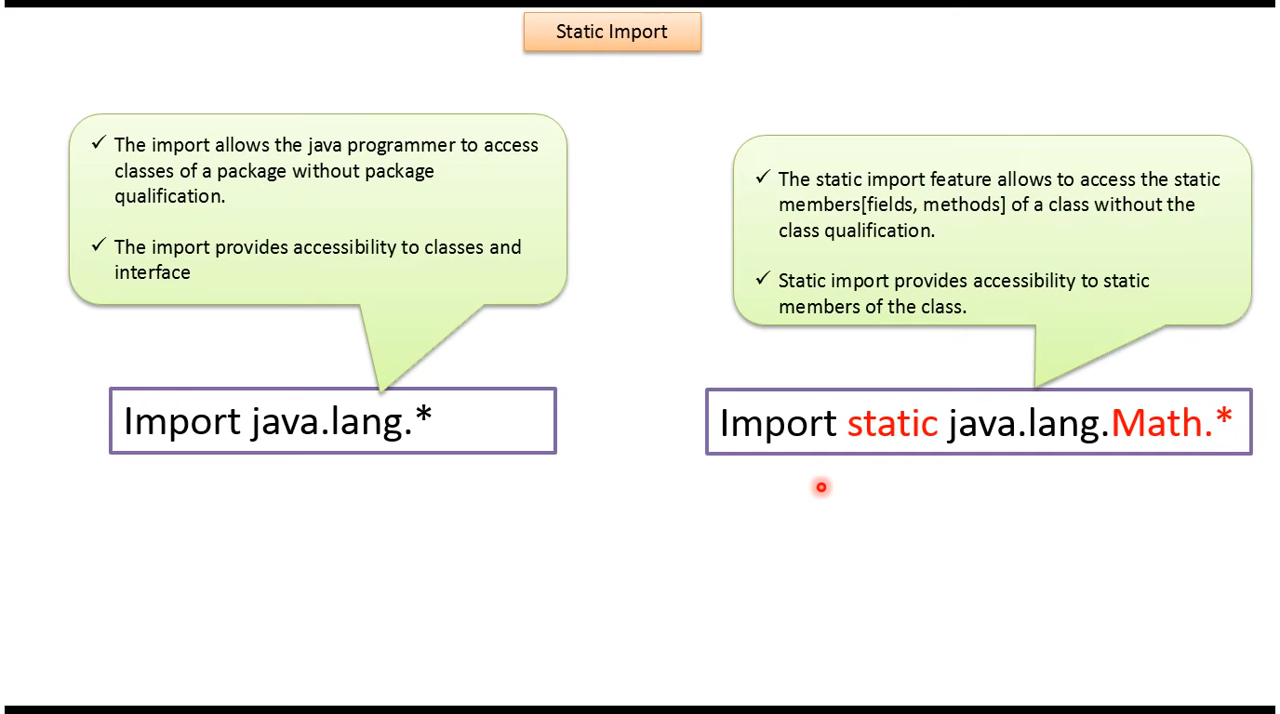 Static Import
✓ The import allows the java programmer to access
classes of a package without package
qualification.
✓ The import provides accessibility to classes and
interface
Import java.lang.*
✓ The static import feature allows to access the static
members[fields, methods] of a class without the
class qualification.
✓ Static import provides accessibility to static
members of the class.
Import static java.lang.Math.*